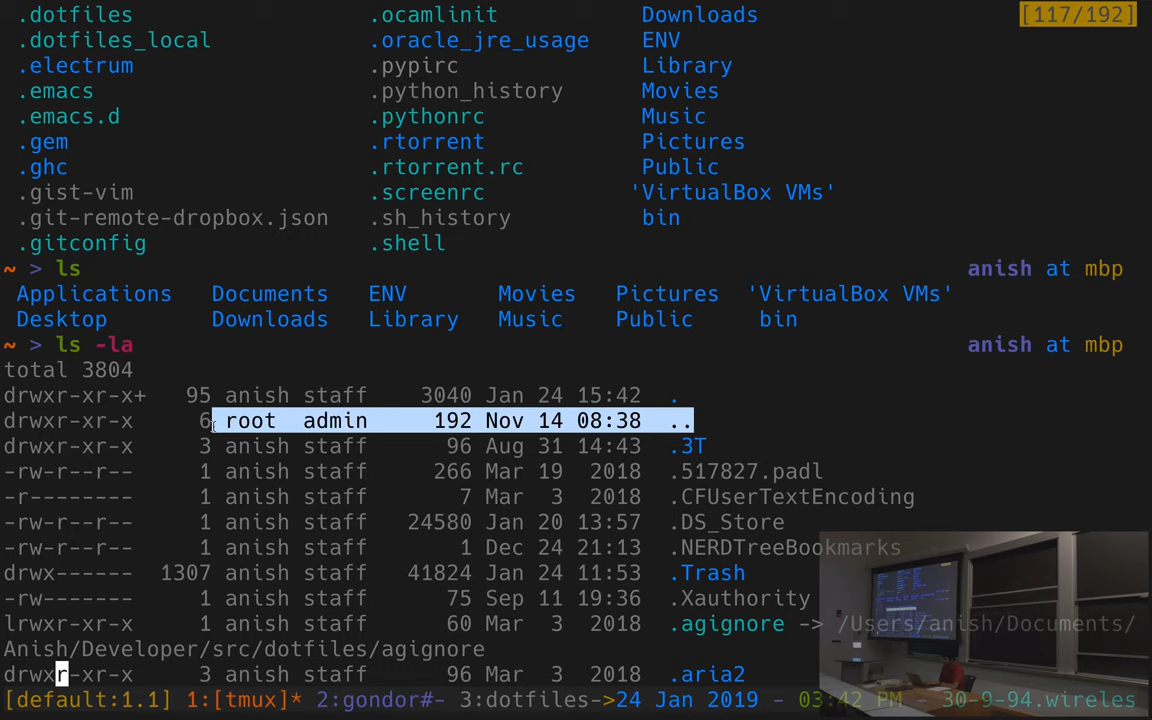 .dotfiles .ocamlinit Downloads [117/192]
.dotfiles_local .oracle_jre_usage ENV
.electrum .pypirc Library
.emacs .python_history Movies
.emacs.d .pythonrc Music
.gem .rtorrent Pictures
.ghc .rtorrent.rc Public
.gist-vim .screenrc 'VirtualBox VMs'
.git-remote-dropbox.json .sh_history bin
.gitconfig .shell
~ > ls anish at mbp
Applications Documents ENV Movies Pictures 'VirtualBox VMs'
Desktop Downloads Library Music Public bin
~ > ls -la anish at mbp
total 3804
drwxr-xr-x+ 95 anish staff 3040 Jan 24 15:42 .
drwxr-xr-x 6 root admin 192 Nov 14 08:38 ..
drwxr-xr-x 3 anish staff 96 Aug 31 14:43 .3T
-rw-r--r-- 1 anish staff 266 Mar 19 2018 .517827.padl
-r-------- 1 anish staff 7 Mar 3 2018 .CFUserTextEncoding
-rw-r--r-- 1 anish staff 24580 Jan 20 13:57 .DS_Store
-rw-r--r-- 1 anish staff 1 Dec 24 21:13 .NERDTreeBookmarks
drwx------ 1307 anish staff 41824 Jan 24 11:53 .Trash
-rw------- 1 anish staff 75 Sep 11 19:36 .Xauthority
lrwxr-xr-x 1 anish staff 60 Mar 3 2018 .agignore -> /Users/anish/Documents/
Anish/Developer/src/dotfiles/agignore
drwxr-xr-x 3 anish staff 96 Mar 3 2018 .aria2
[default:1.1] 1:[tmux]* 2:gondor#- 3:dotfiles->24 Jan 2019 - 03:42 PM - 30-9-94.wireles